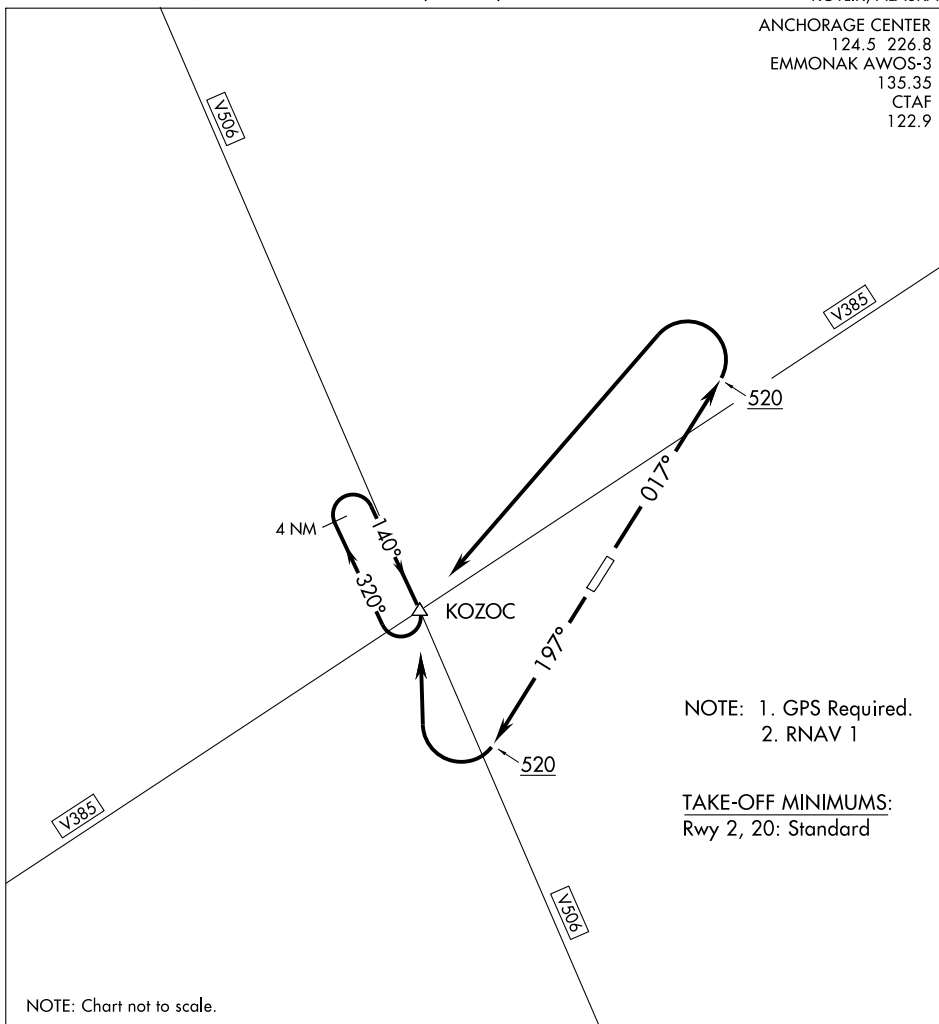 ANCHORAGE CENTER
124.5 226.8
EMMONAK AWOS-3
135.35
CTAF
122.9
V506
V385
520
017°
4 NM
140°
320°
KOZOC
197°
NOTE: 1. GPS Required.
2. RNAV 1
520
TAKE-OFF MINIMUMS:
Rwy 2, 20: Standard
V385
V506
NOTE: Chart not to scale.